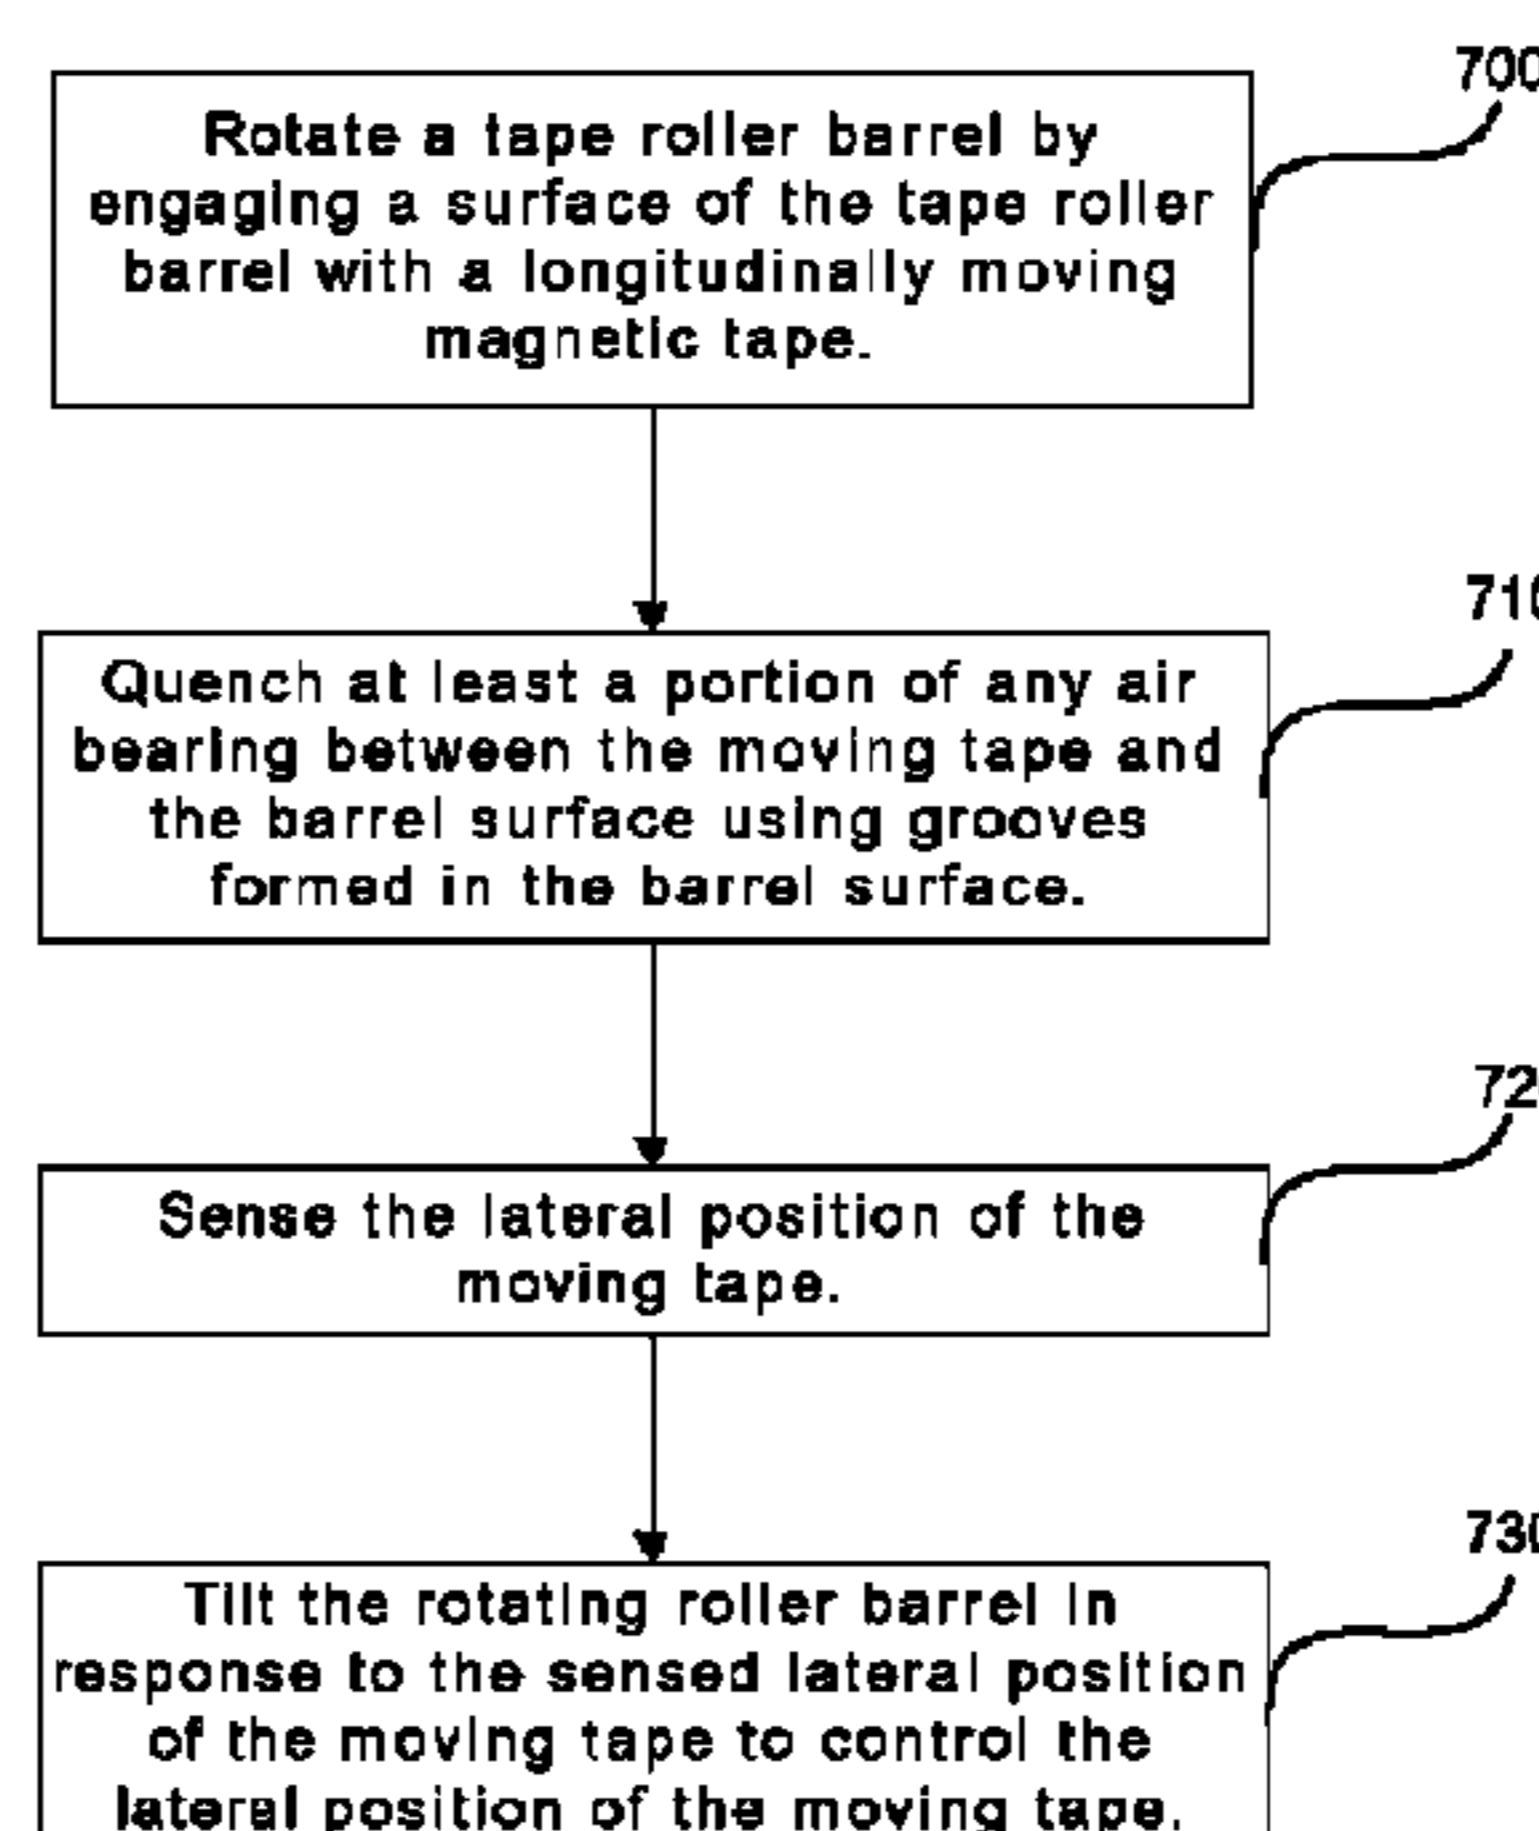 700
Rotate a tape roller barrel by
engaging a surface of the tape roller
barrel with a longitudinally moving
magnetic tape.
710
Quench at least a portion of any air
bearing between the moving tape and
the barrel surface using grooves
formed in the barrel surface.
72
Sense the lateral position of the
moving tape.
730
Tilt the rotating roller barrel in
response to the sensed lateral position
of the moving tape to control the
lateral position of the moving tape.